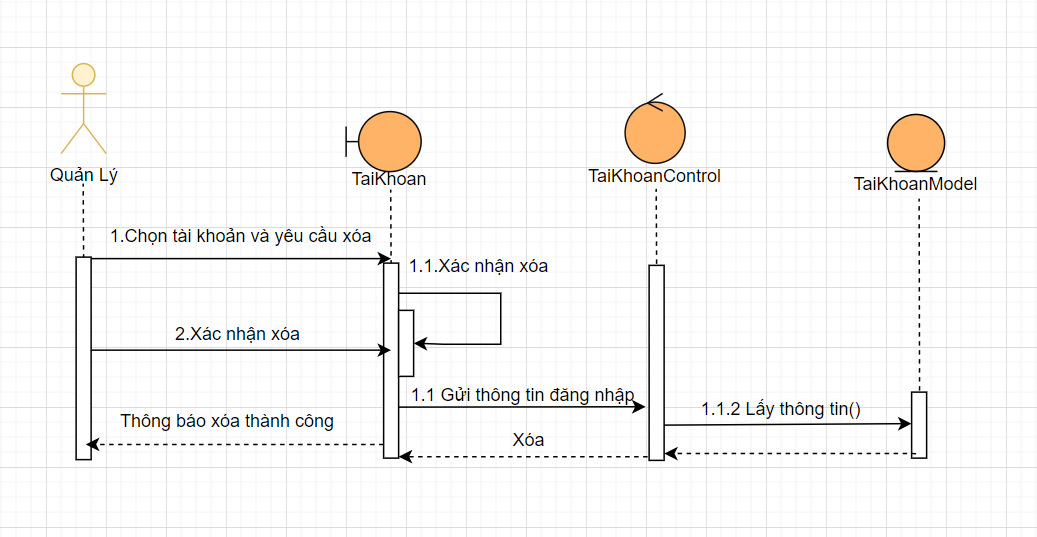 Quản Lý
TaiKhoan
TaiKhoanControl
TaiKhoanModel
1.Chọn tài khoản và yêu cầu xóa
1.1.Xác nhận xóa
2.Xác nhận xóa
1.1 Gửi thông tin đăng nhập
1.1.2 Lấy thông tin()
Thông báo xóa thành công
Xóa